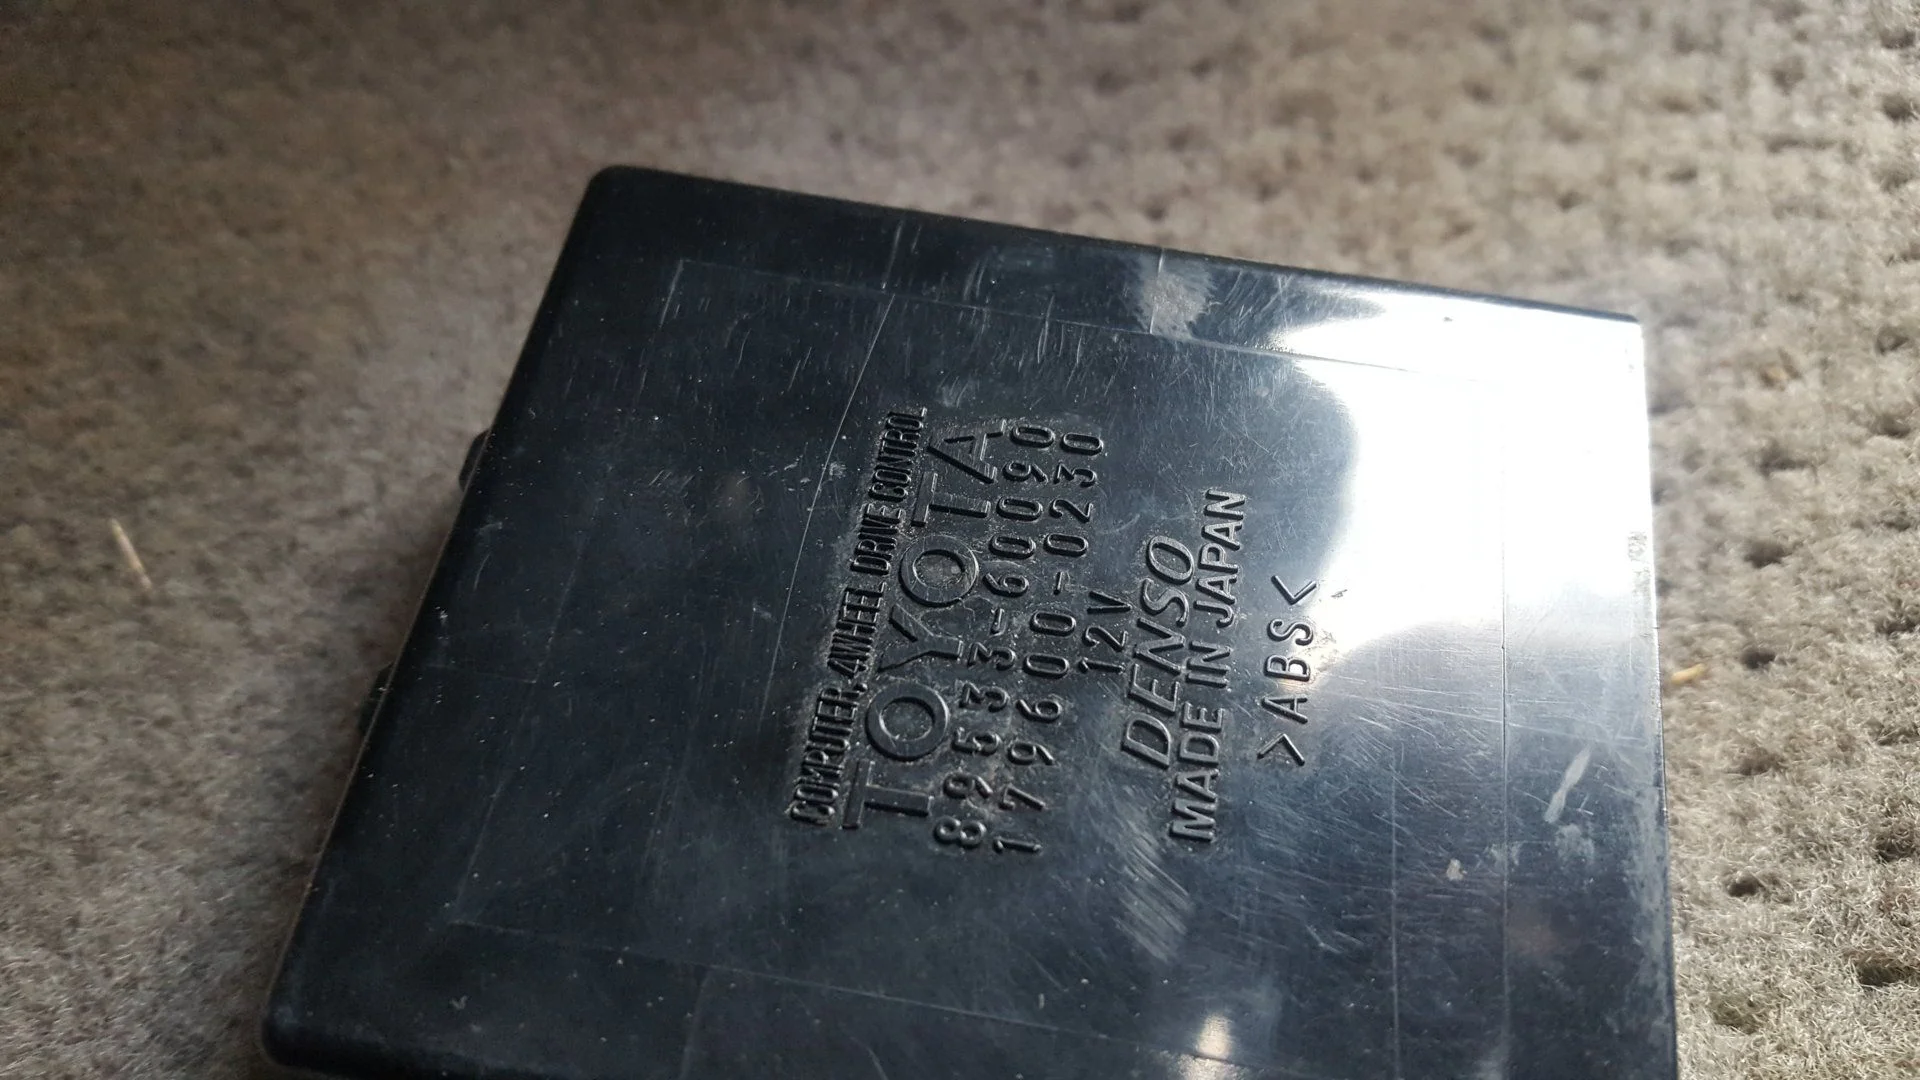 COMPUTER, 4WHEEL DRIVE CONTROL
TOYOTA
89533-60090
179600-0230
12V
DENSO
MADE IN JAPAN
>ABS<